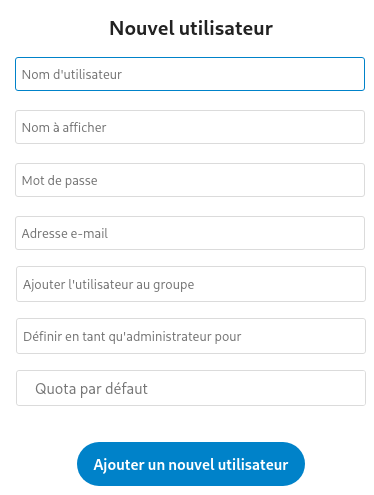 Nouvel utilisateur
Nom d'utilisateur
Nom à afficher
Mot de passe
Adresse e-mail
Ajouter l'utilisateur au groupe
Définir en tant qu'administrateur pour
Quota par défaut
Ajouter un nouvel utilisateur